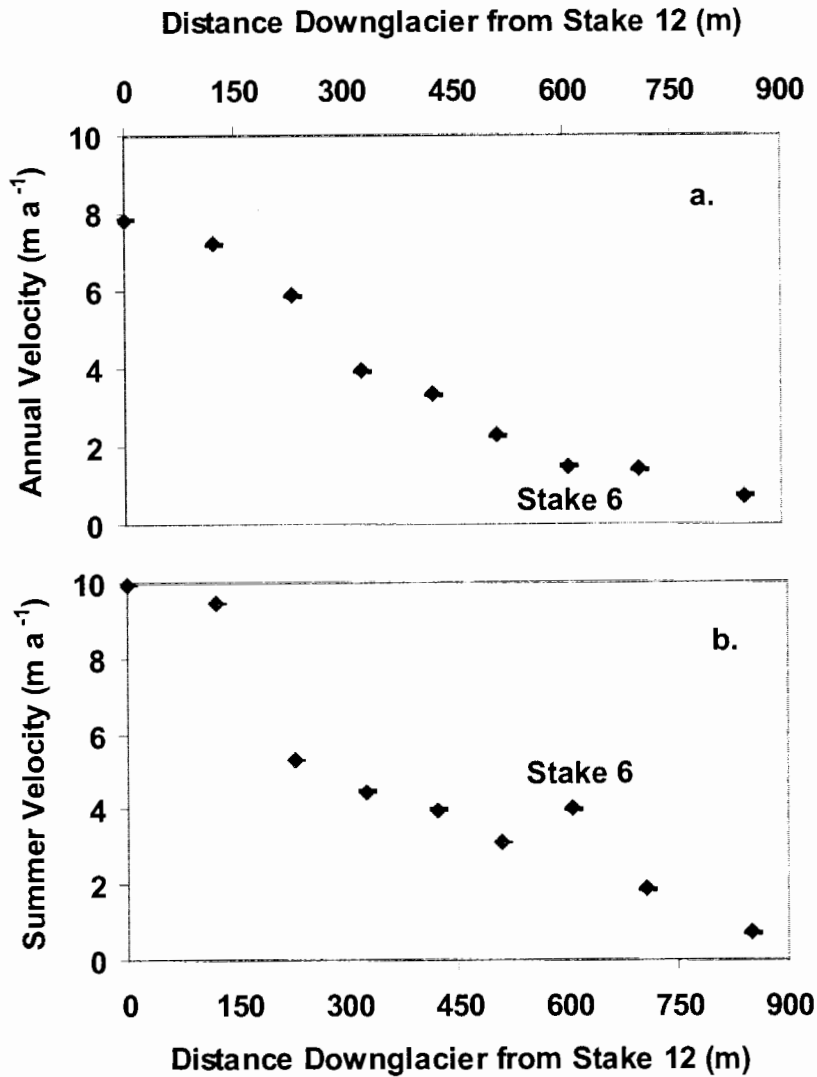 Distance Downglacier from Stake 12 (m)
0 150 300 450 600 750 900
Annual Velocity (m a⁻¹)
10
8
6
4
2
0
a.
Stake 6
Summer Velocity (m a⁻¹)
10
8
6
4
2
0
b.
Stake 6
0 150 300 450 600 750 900
Distance Downglacier from Stake 12 (m)